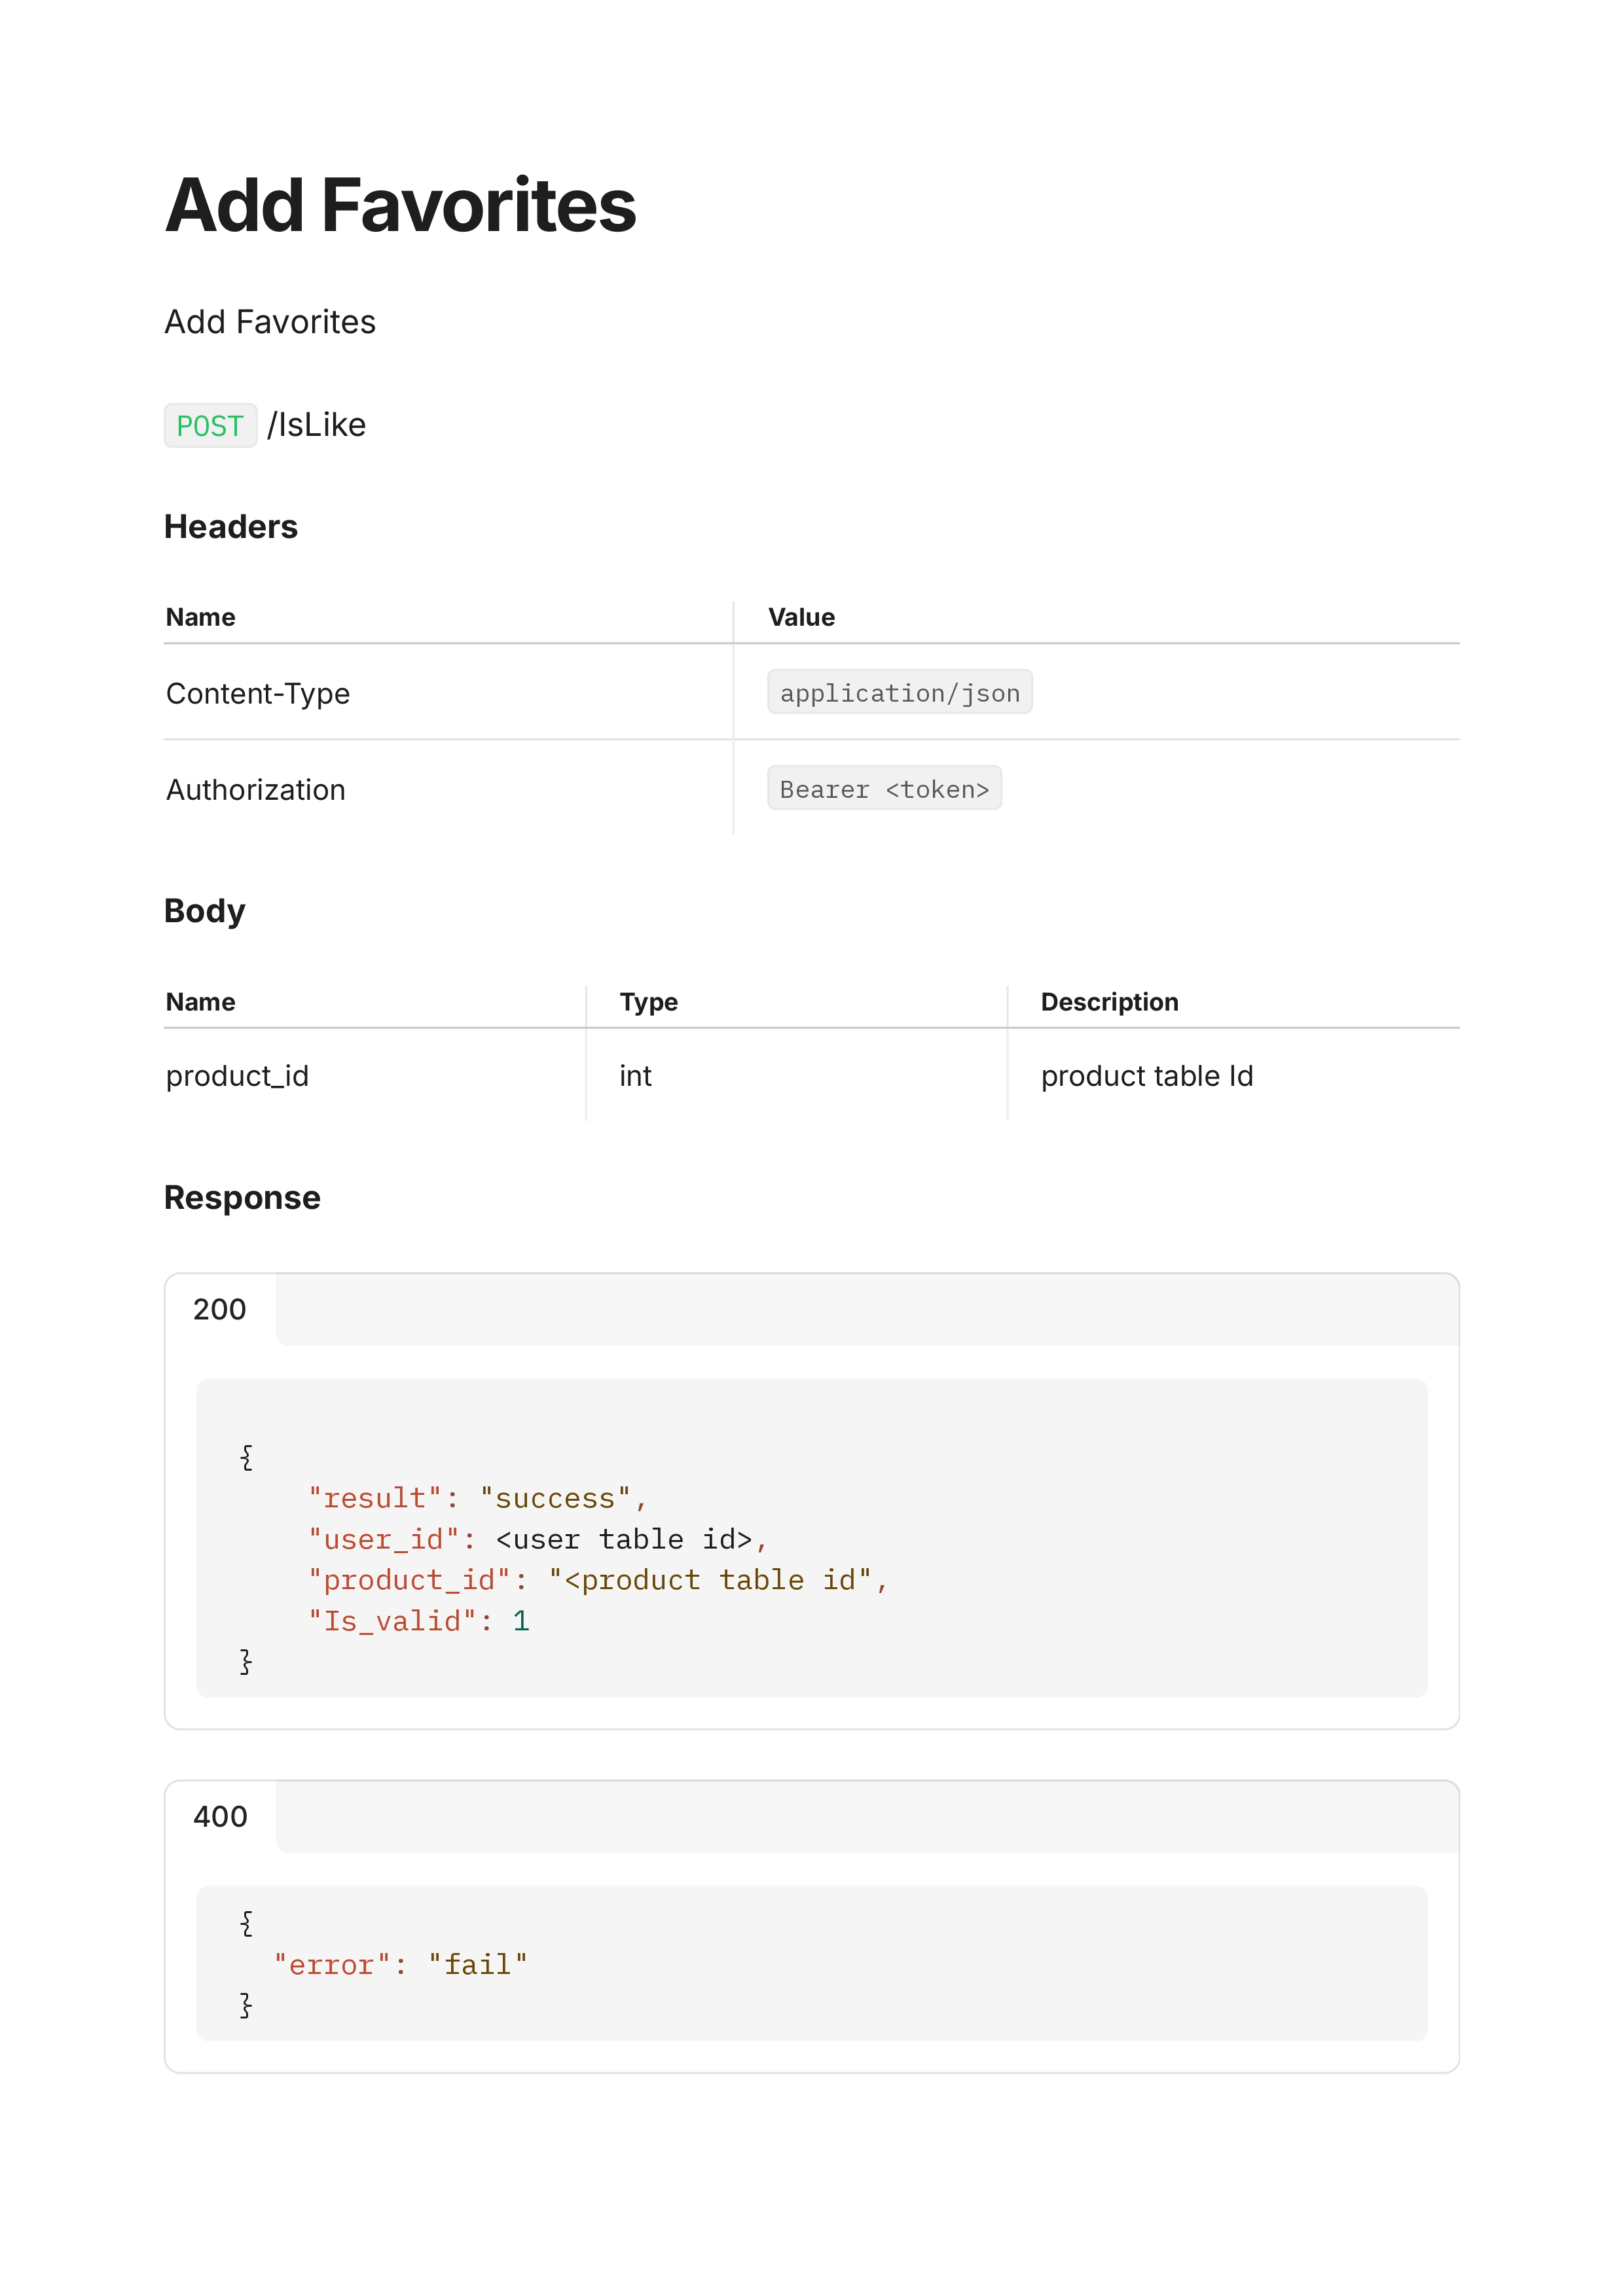 Add Favorites
Add Favorites
POST /IsLike
Headers
Name Value
Content-Type application/json
Authorization Bearer <token>
Body
Name Type Description
product_id int product table Id
Response
200
{
    "result": "success",
    "user_id": <user table id>,
    "product_id": "<product table id",
    "Is_valid": 1
}
400
{
  "error": "fail"
}